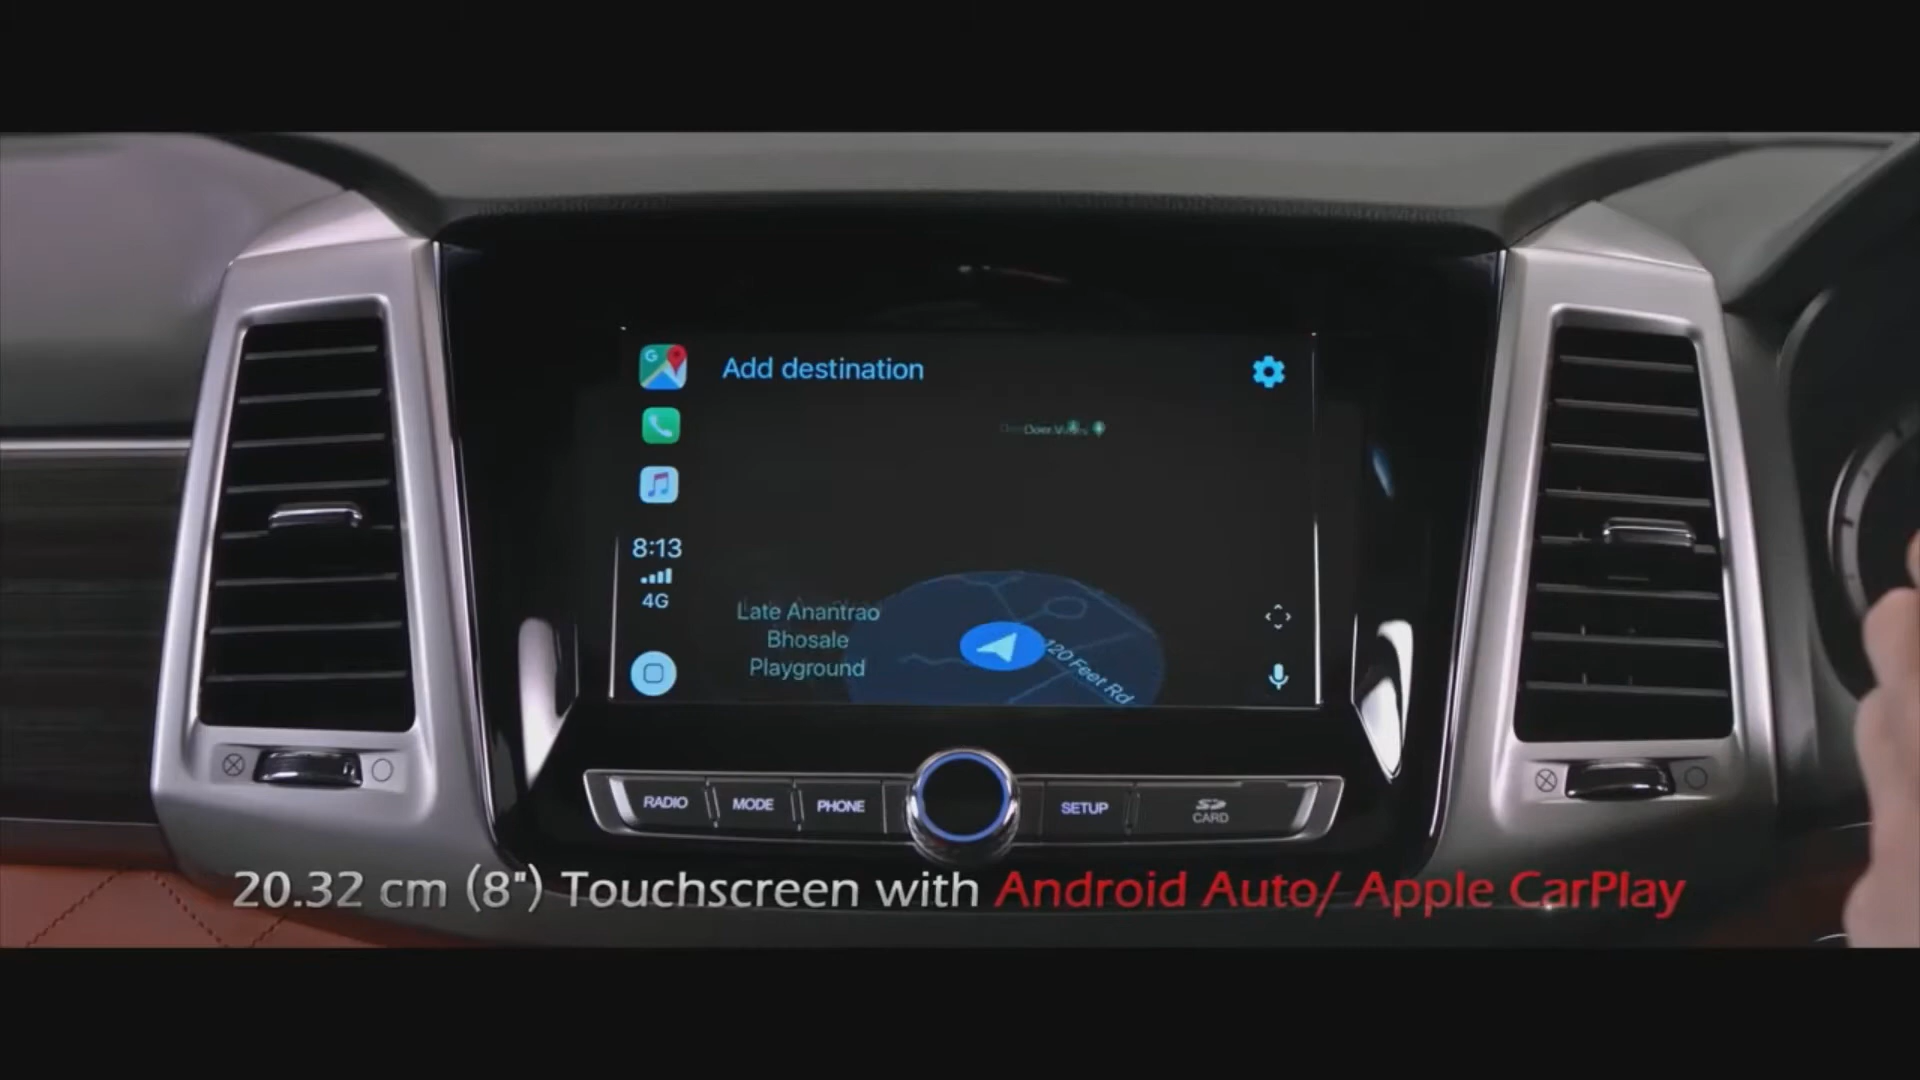 Add destination
8:13
4G
Late Anantrao
Bhosale
Playground
120 Feet Rd
RADIO
MODE
PHONE
SETUP
SD
CARD
20.32 cm (8") Touchscreen with Android Auto/ Apple CarPlay